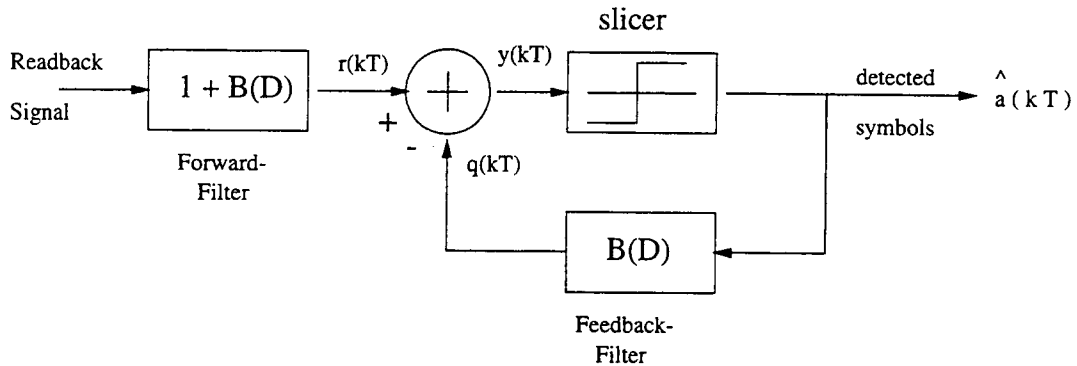 slicer
Readback
Signal
1 + B(D)
r(kT)
+
+
-
y(kT)
detected
symbols
^
a ( k T )
Forward-
Filter
q(kT)
B(D)
Feedback-
Filter